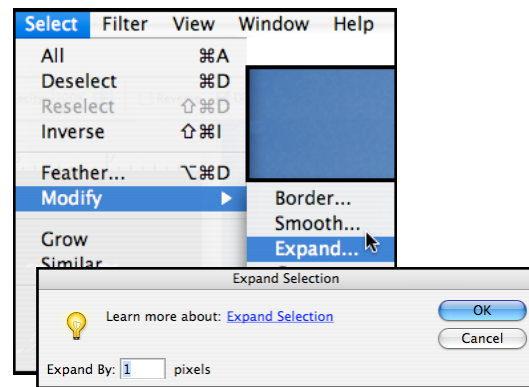 Select Filter View Window Help
All ⌘A
Deselect ⌘D
Reselect ⇧⌘D
Inverse ⇧⌘I
Feather... ⌥⌘D
Modify ▶
Border...
Smooth...
Expand...
Grow
Similar
Expand Selection
Learn more about: Expand Selection
OK
Cancel
Expand By: 1 pixels